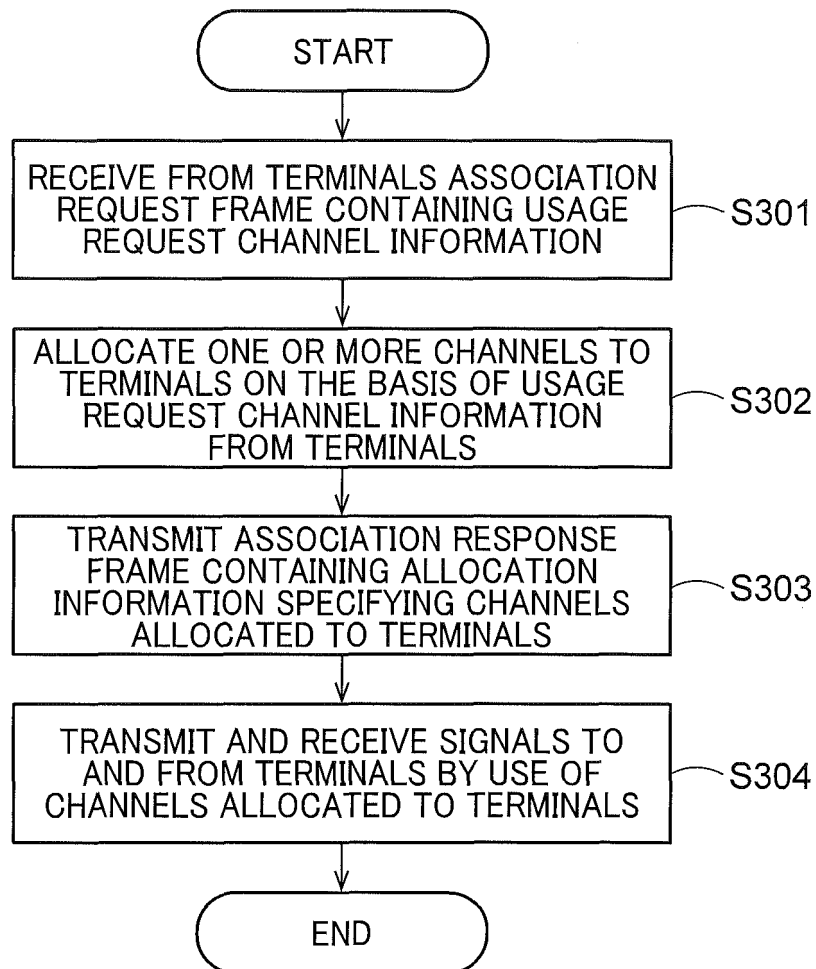 START
RECEIVE FROM TERMINALS ASSOCIATION
REQUEST FRAME CONTAINING USAGE
REQUEST CHANNEL INFORMATION
S301
ALLOCATE ONE OR MORE CHANNELS TO
TERMINALS ON THE BASIS OF USAGE
REQUEST CHANNEL INFORMATION
FROM TERMINALS
S302
TRANSMIT ASSOCIATION RESPONSE
FRAME CONTAINING ALLOCATION
INFORMATION SPECIFYING CHANNELS
ALLOCATED TO TERMINALS
S303
TRANSMIT AND RECEIVE SIGNALS TO
AND FROM TERMINALS BY USE OF
CHANNELS ALLOCATED TO TERMINALS
S304
END